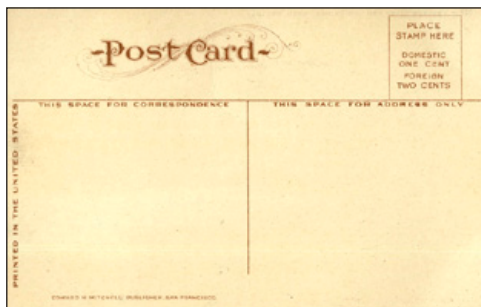 -Post Card-
PLACE
STAMP HERE
DOMESTIC
ONE CENT
FOREIGN
TWO CENTS
THIS SPACE FOR CORRESPONDENCE
THIS SPACE FOR ADDRESS ONLY
PRINTED IN THE UNITED STATES
MITCHELL, PUBLISHER, SAN FRANCISCO.